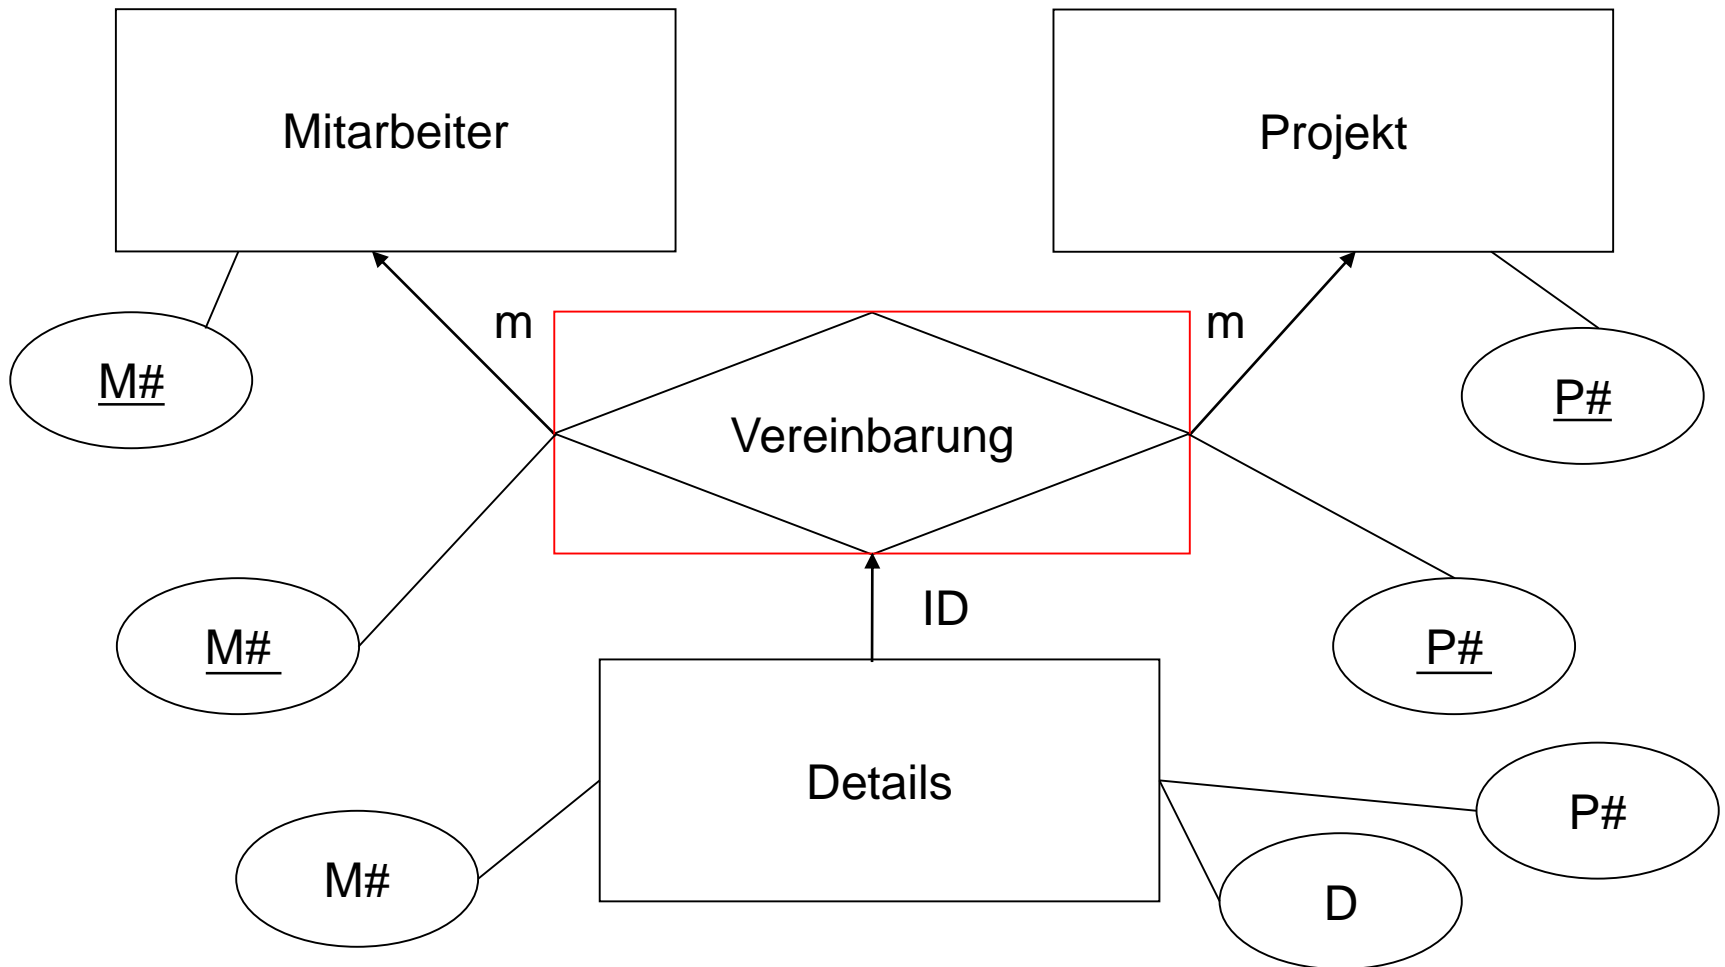 Mitarbeiter
Projekt
m
m
M#
P#
Vereinbarung
ID
M#
P#
Details
P#
M#
D